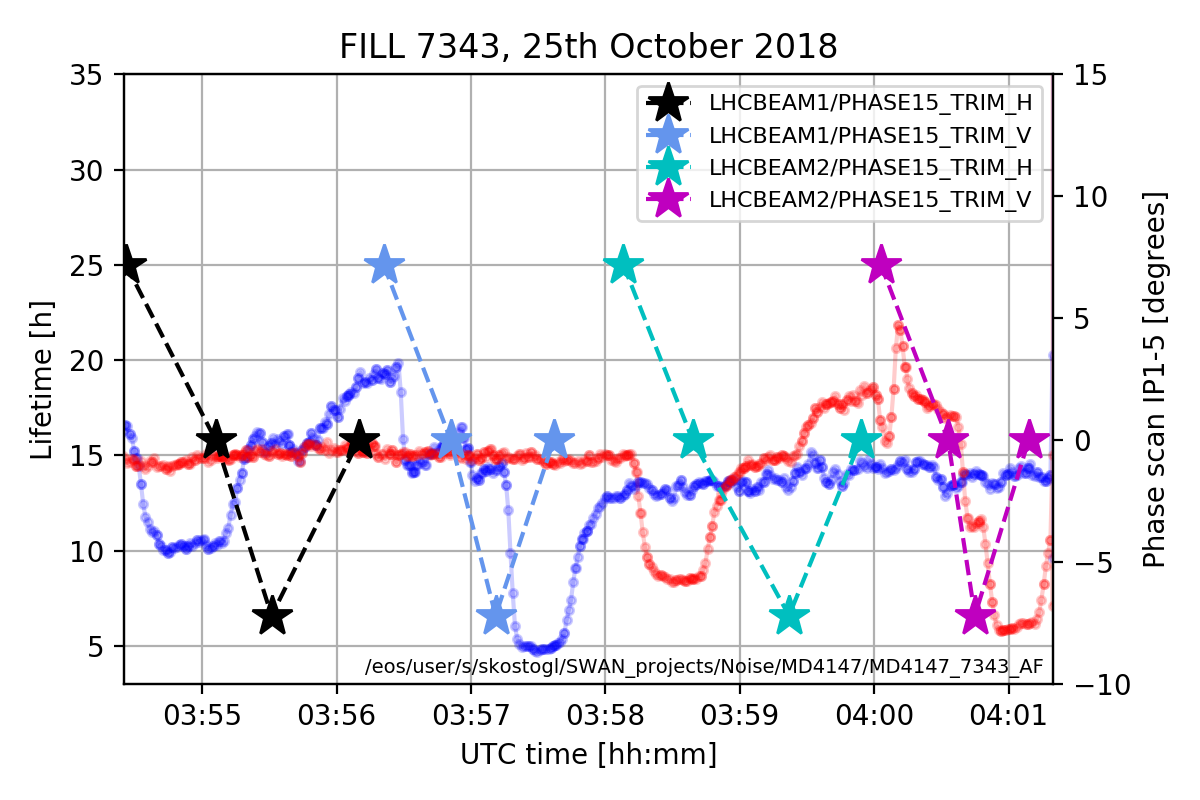 FILL 7343, 25th October 2018
LHCBEAM1/PHASE15_TRIM_H
LHCBEAM1/PHASE15_TRIM_V
LHCBEAM2/PHASE15_TRIM_H
LHCBEAM2/PHASE15_TRIM_V
35
30
25
20
15
10
5
Lifetime [h]
15
10
5
0
−5
−10
Phase scan IP1-5 [degrees]
/eos/user/s/skostogl/SWAN_projects/Noise/MD4147/MD4147_7343_AF
03:55 03:56 03:57 03:58 03:59 04:00 04:01
UTC time [hh:mm]